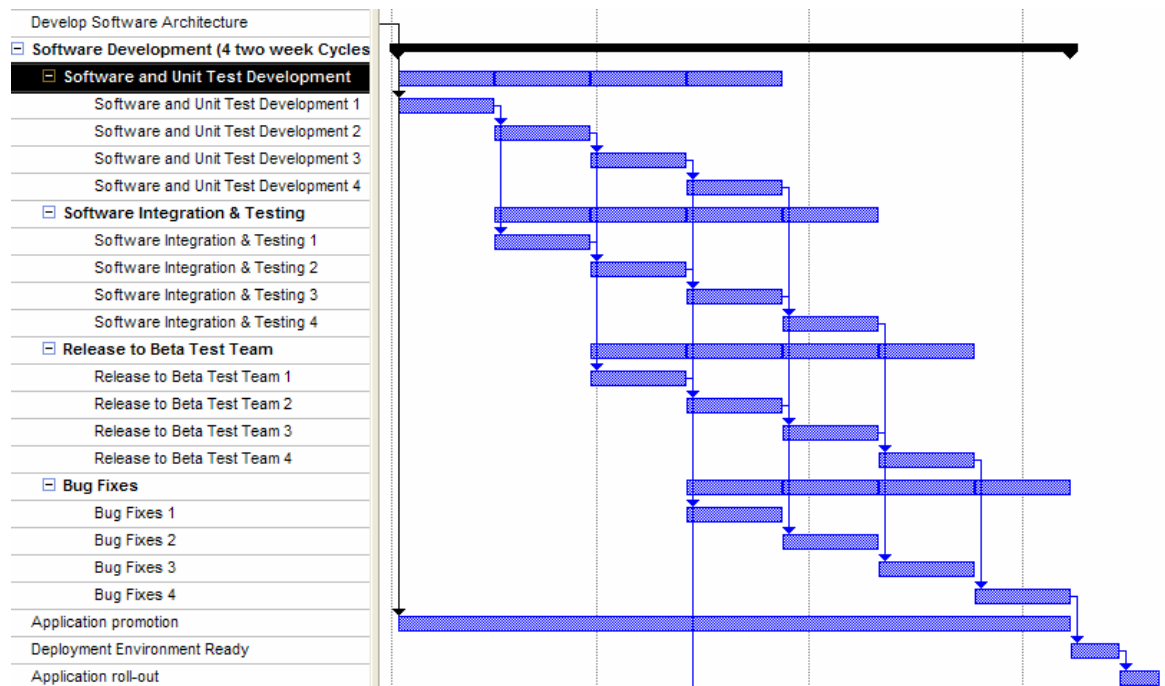 Develop Software Architecture
Software Development (4 two week Cycles
Software and Unit Test Development
Software and Unit Test Development 1
Software and Unit Test Development 2
Software and Unit Test Development 3
Software and Unit Test Development 4
Software Integration & Testing
Software Integration & Testing 1
Software Integration & Testing 2
Software Integration & Testing 3
Software Integration & Testing 4
Release to Beta Test Team
Release to Beta Test Team 1
Release to Beta Test Team 2
Release to Beta Test Team 3
Release to Beta Test Team 4
Bug Fixes
Bug Fixes 1
Bug Fixes 2
Bug Fixes 3
Bug Fixes 4
Application promotion
Deployment Environment Ready
Application roll-out